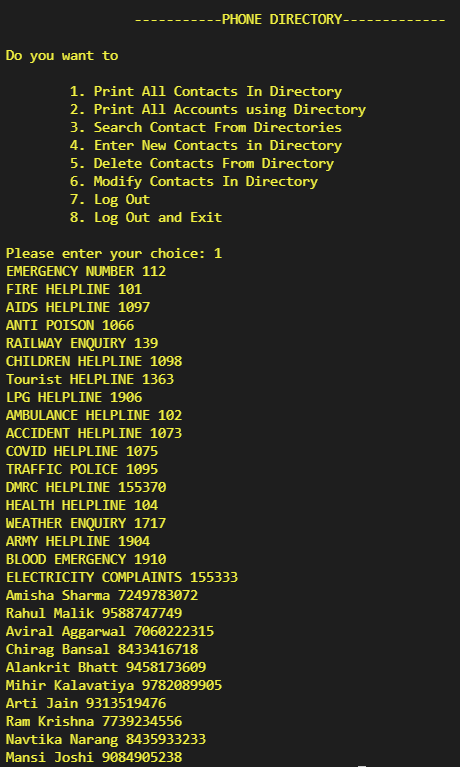 -----------PHONE DIRECTORY-------------
Do you want to
1. Print All Contacts In Directory
2. Print All Accounts using Directory
3. Search Contact From Directories
4. Enter New Contacts in Directory
5. Delete Contacts From Directory
6. Modify Contacts In Directory
7. Log Out
8. Log Out and Exit
Please enter your choice: 1
EMERGENCY NUMBER 112
FIRE HELPLINE 101
AIDS HELPLINE 1097
ANTI POISON 1066
RAILWAY ENQUIRY 139
CHILDREN HELPLINE 1098
Tourist HELPLINE 1363
LPG HELPLINE 1906
AMBULANCE HELPLINE 102
ACCIDENT HELPLINE 1073
COVID HELPLINE 1075
TRAFFIC POLICE 1095
DMRC HELPLINE 155370
HEALTH HELPLINE 104
WEATHER ENQUIRY 1717
ARMY HELPLINE 1904
BLOOD EMERGENCY 1910
ELECTRICITY COMPLAINTS 155333
Amisha Sharma 7249783072
Rahul Malik 9588747749
Aviral Aggarwal 7060222315
Chirag Bansal 8433416718
Alankrit Bhatt 9458173609
Mihir Kalavatiya 9782089905
Arti Jain 9313519476
Ram Krishna 7739234556
Navtika Narang 8435933233
Mansi Joshi 9084905238